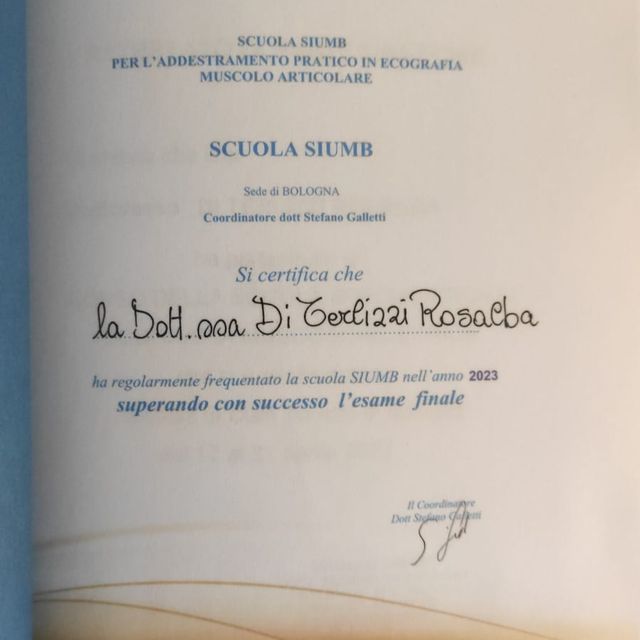 SCUOLA SIUMB
PER L'ADDESTRAMENTO PRATICO IN ECOGRAFIA
MUSCOLO ARTICOLARE
SCUOLA SIUMB
Sede di BOLOGNA
Coordinatore dott Stefano Galletti
Si certifica che
la Dott.ssa Di Terlizzi Rosalba
ha regolarmente frequentato la scuola SIUMB nell'anno 2023
superando con successo l'esame finale
Il Coordinatore
Dott Stefano Galletti